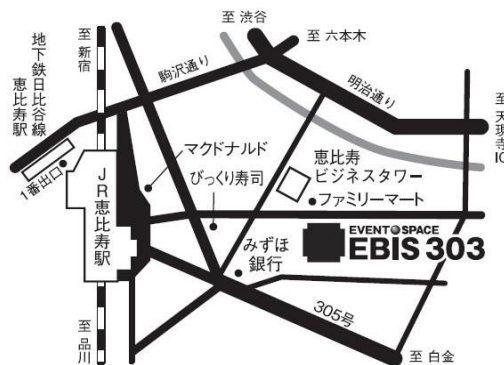 至 渋谷
至 六本木
至 新宿
地下鉄日比谷線
恵比寿駅
駒沢通り
明治通り
至 天現寺IC
1番出口
マクドナルド
恵比寿
ビジネスタワー
びっくり寿司
ファミリーマート
JR恵比寿駅
みずほ
銀行
EVENT SPACE
EBIS 303
305号
至 品川
至 白金